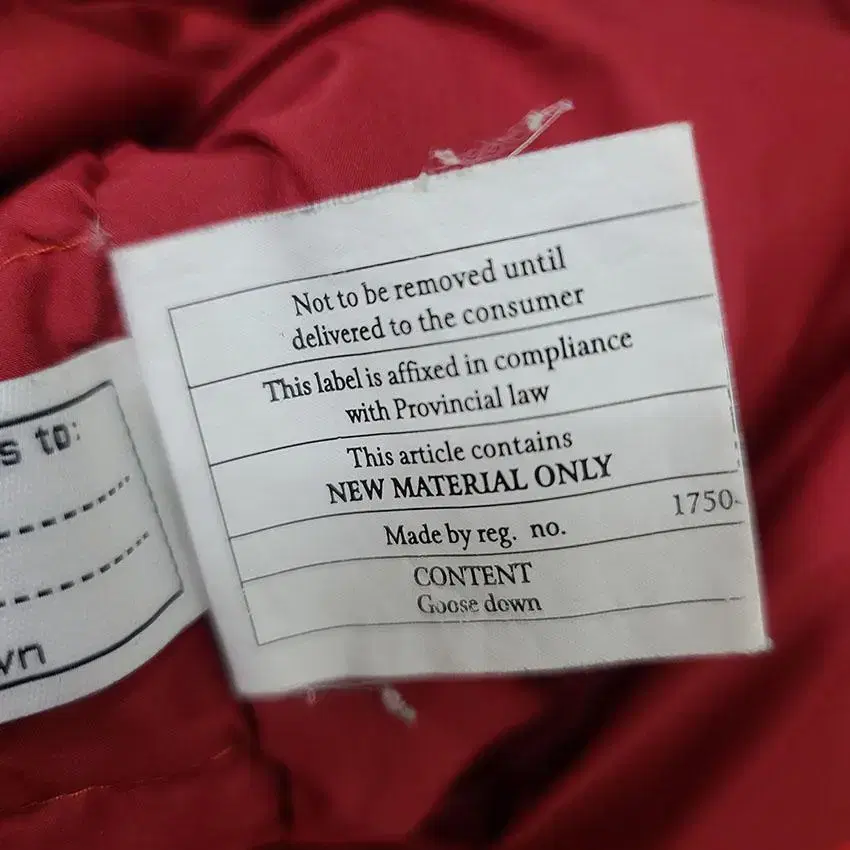 Not to be removed until
delivered to the consumer
This label is affixed in compliance
with Provincial law
This article contains
NEW MATERIAL ONLY
Made by reg. no. 1750-
CONTENT
Goose down
s to:
wn